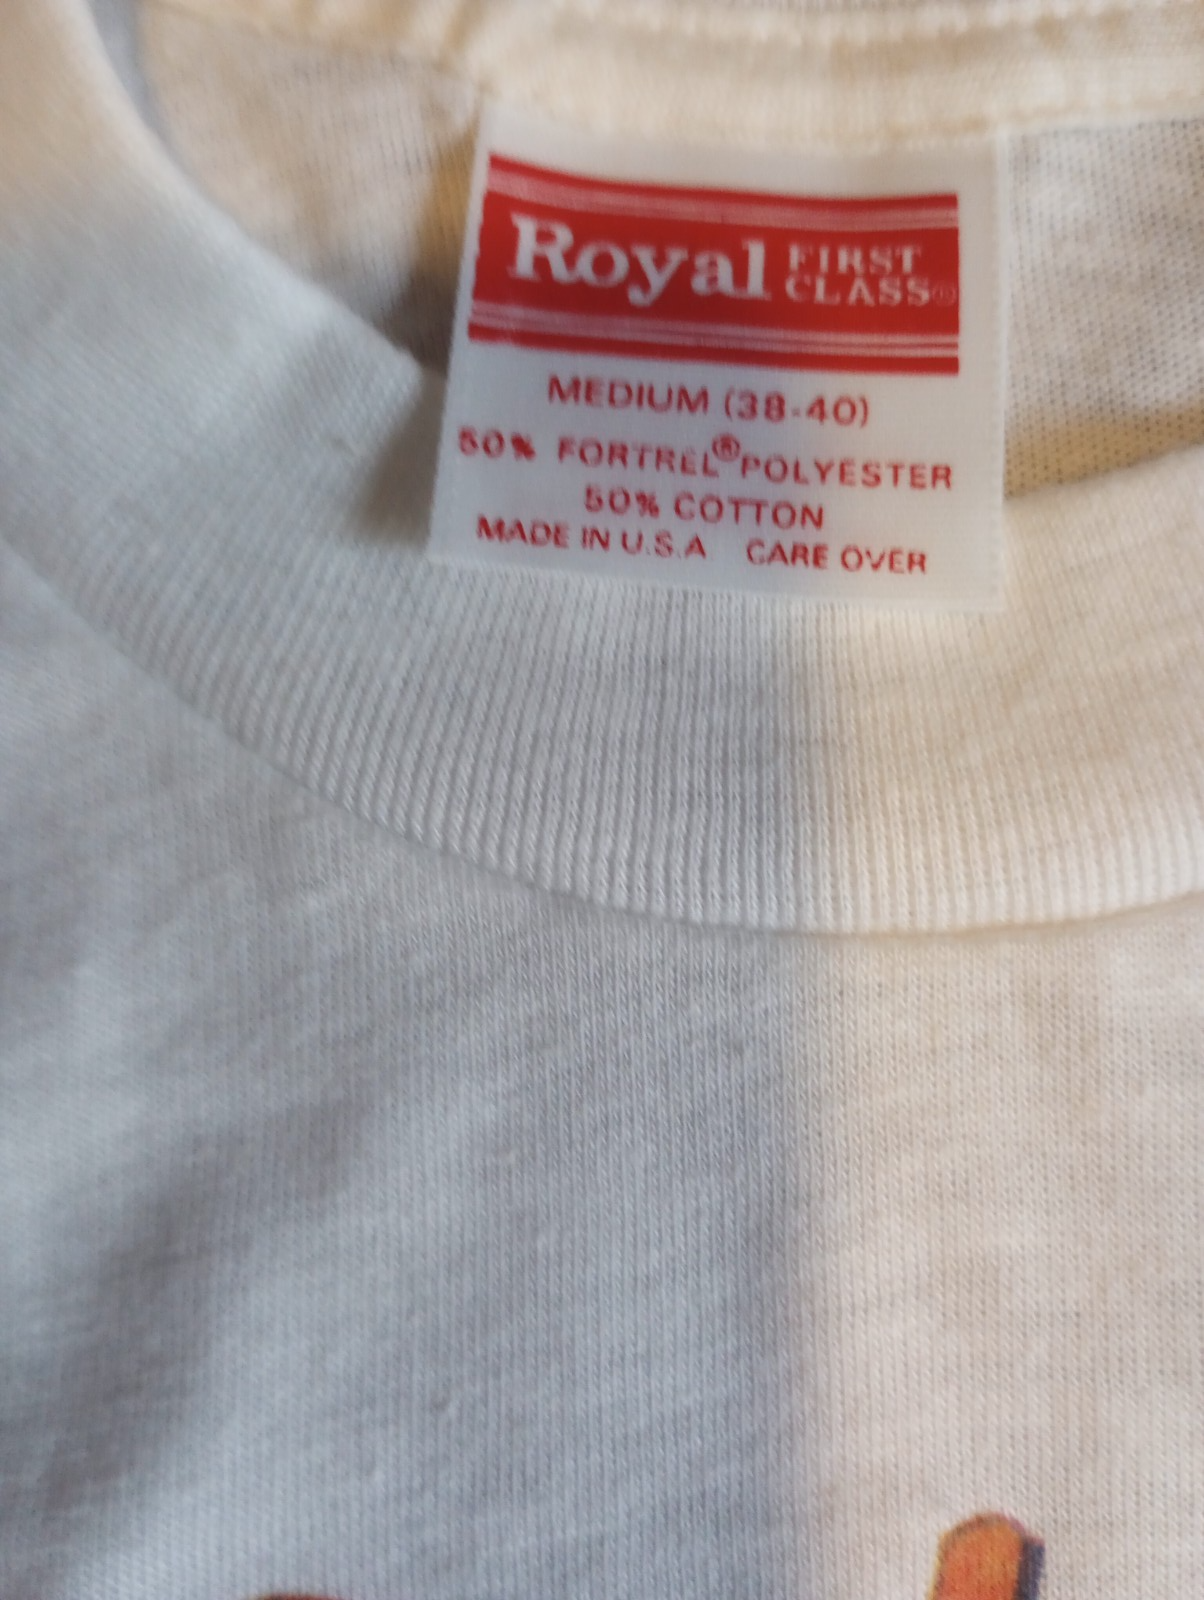 Royal FIRST CLASS®
MEDIUM (38-40)
50% FORTREL® POLYESTER
50% COTTON
MADE IN U.S.A CARE OVER